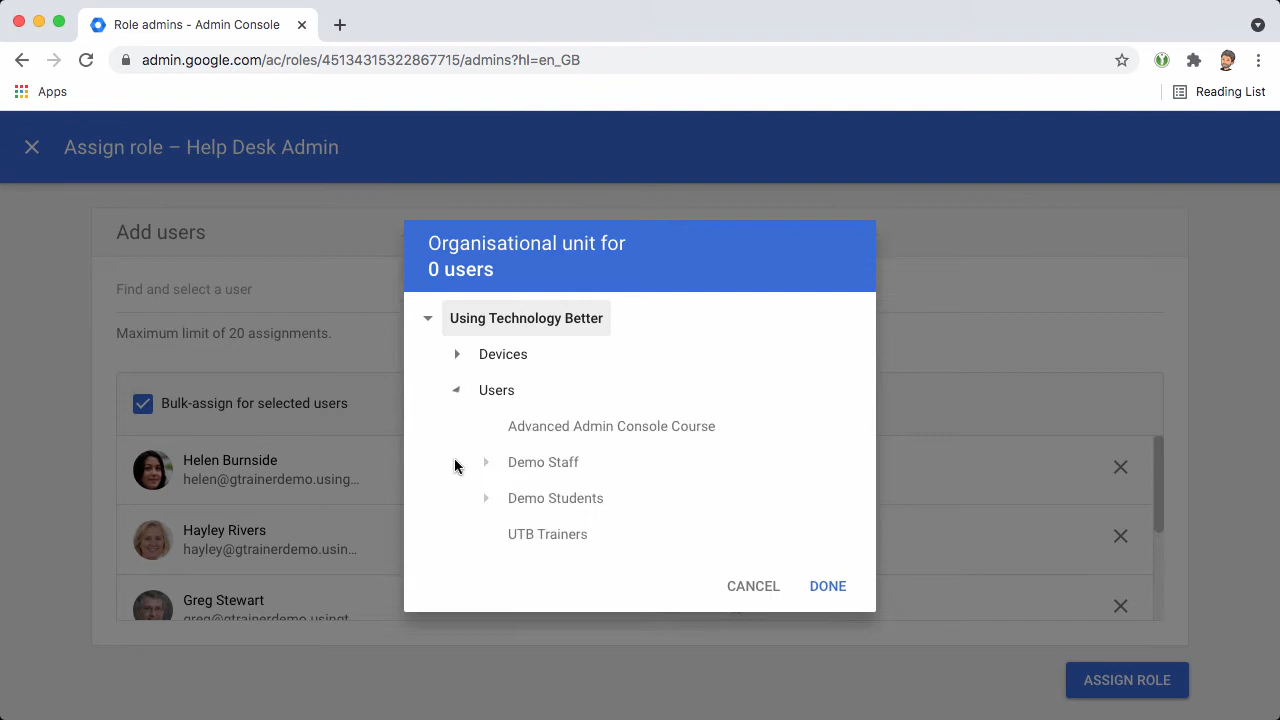 Role admins - Admin Console
admin.google.com/ac/roles/45134315322867715/admins?hl=en_GB
Apps
Reading List
Assign role – Help Desk Admin
Add users
Find and select a user
Maximum limit of 20 assignments.
Bulk-assign for selected users
Helen Burnside
helen@gtrainerdemo.using...
Hayley Rivers
hayley@gtrainerdemo.usin...
Greg Stewart
greg@gtrainerdemo.usingt
Organisational unit for
0 users
Using Technology Better
Devices
Users
Advanced Admin Console Course
Demo Staff
Demo Students
UTB Trainers
CANCEL DONE
ASSIGN ROLE